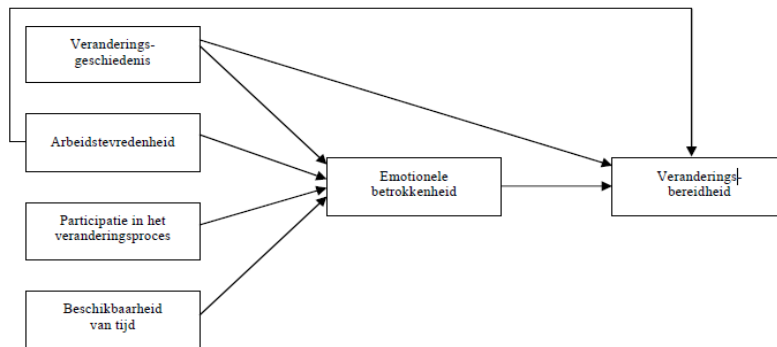 Veranderings-
geschiedenis
Arbeidstevredenheid
Participatie in het
veranderingsproces
Beschikbaarheid
van tijd
Emotionele
betrokkenheid
Veranderings-
bereidheid